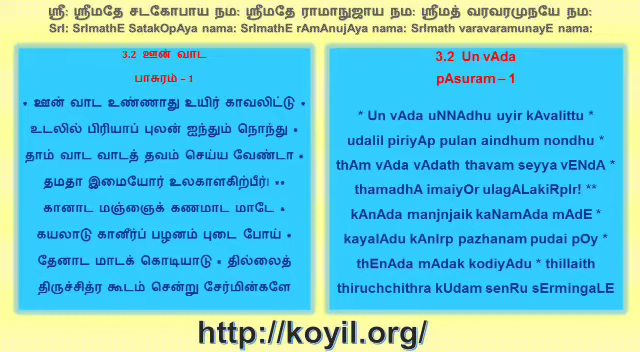 ஸ்ரீ: ஸ்ரீமதே சடகோபாய நம: ஸ்ரீமதே ராமாநுஜாய நம: ஸ்ரீமத் வரவரமுநயே நம:
SrI: SrImathE SatakOpAya nama: SrImathE rAmAnujAya nama: SrImath varavaramunayE nama:
3.2 ஊன் வாட
பாசுரம் – 1
* ஊன் வாட உண்ணாது உயிர் காவலிட்டு *
உடலில் பிரியாப் புலன் ஐந்தும் நொந்து *
தாம் வாட வாடத் தவம் செய்ய வேண்டா *
தமதா இமையோர் உலகாளகிற்பீர்! **
கானாட மஞ்ஞைக் கணமாட மாடே *
கயலாடு கானீர்ப் பழனம் புடை போய் *
தேனாட மாடக் கொடியாடு * தில்லைத்
திருச்சித்ர கூடம் சென்று சேர்மின்களே
3.2 Un vAda
pAsuram – 1
* Un vAda uNNAdhu uyir kAvalittu *
udalil piriyAp pulan aindhum nondhu *
thAm vAda vAdath thavam seyya vENdA *
thamadhA imaiyOr ulagALakiRpIr! **
kAnAda manjnjaik kaNamAda mAdE *
kayalAdu kAnIrp pazhanam pudai pOy *
thEnAda mAdak kodiyAdu * thillaith
thiruchchithra kUdam senRu sErmingaLE
http://koyil.org/